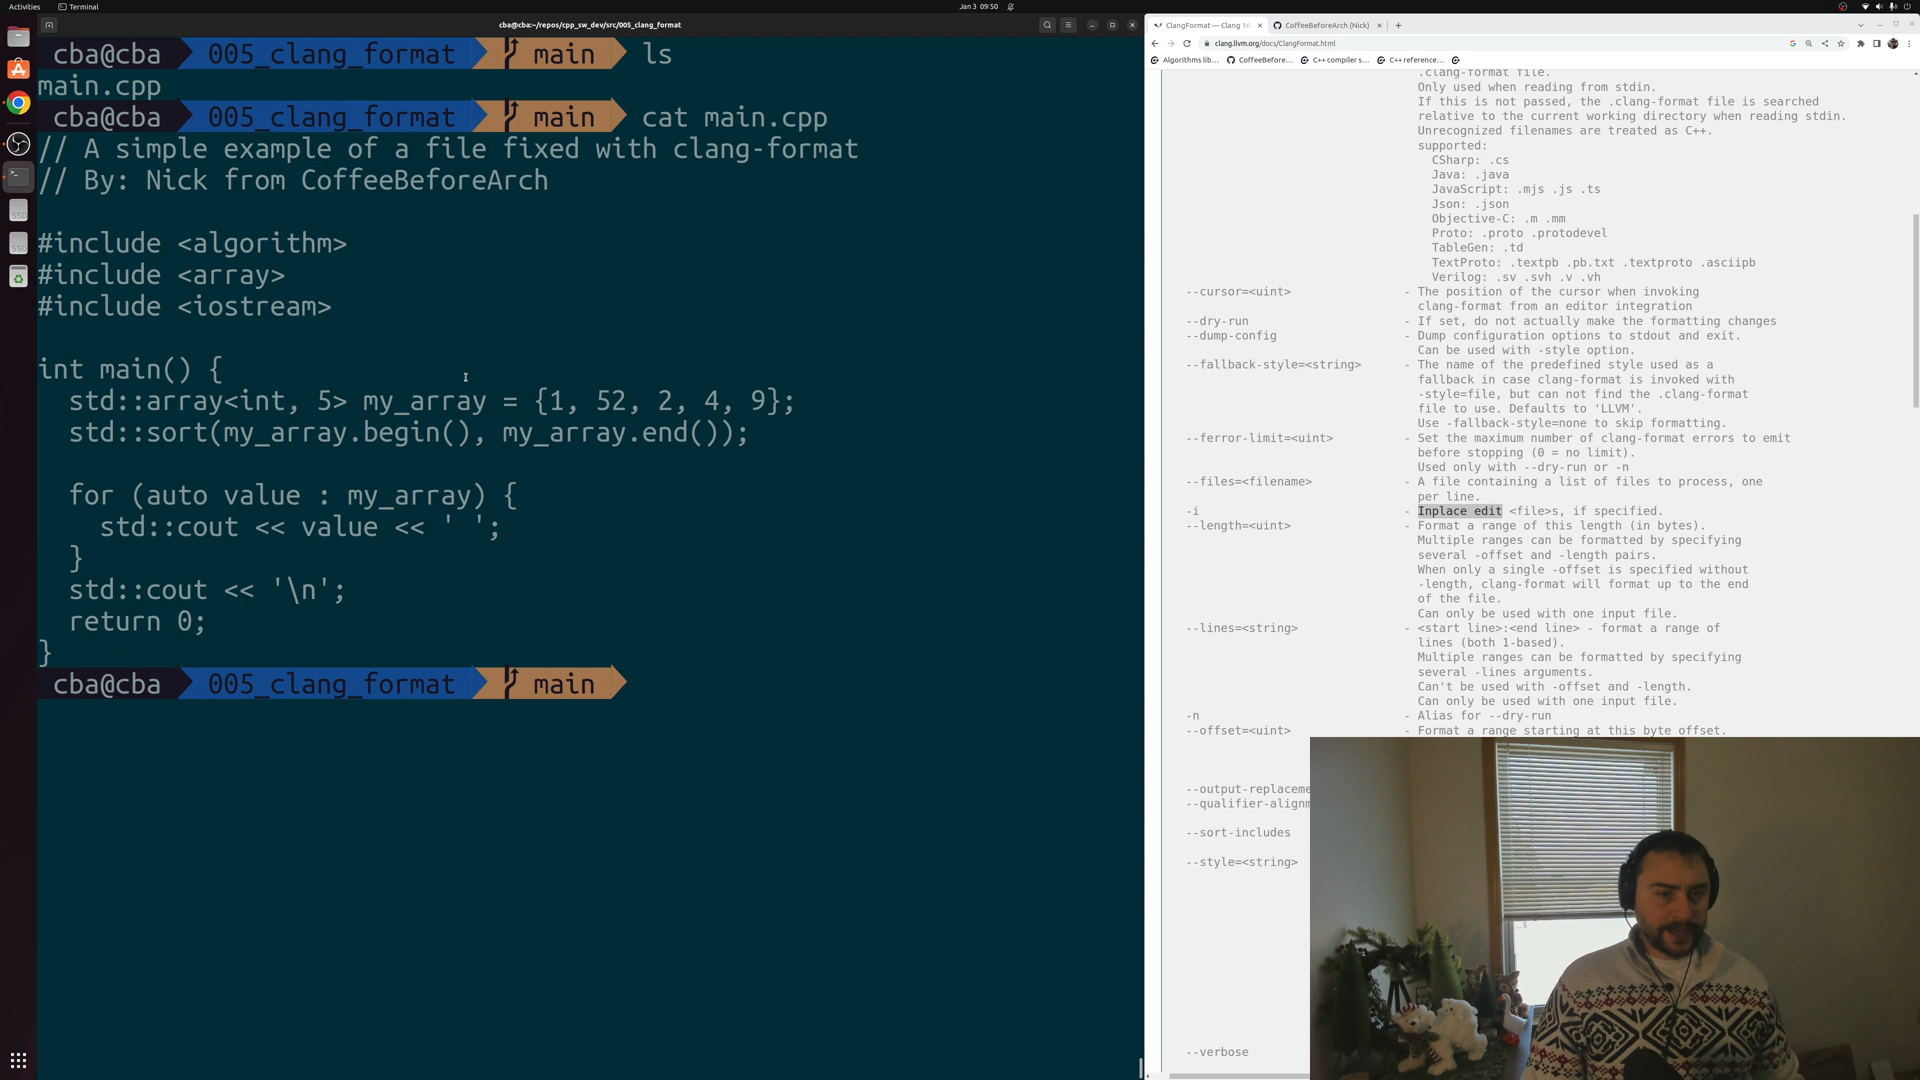 Activities
Terminal
Jan 3 09:50
cba@cba:~/repos/cpp_sw_dev/src/005_clang_format
cba@cba 005_clang_format main ls
main.cpp
cba@cba 005_clang_format main cat main.cpp
// A simple example of a file fixed with clang-format
// By: Nick from CoffeeBeforeArch
#include <algorithm>
#include <array>
#include <iostream>
int main() {
  std::array<int, 5> my_array = {1, 52, 2, 4, 9};
  std::sort(my_array.begin(), my_array.end());
  for (auto value : my_array) {
    std::cout << value << ' ';
  }
  std::cout << '\n';
  return 0;
}
cba@cba 005_clang_format main
ClangFormat — Clang 16
CoffeeBeforeArch (Nick)
clang.llvm.org/docs/ClangFormat.html
Algorithms lib... CoffeeBefore... C++ compiler s... C++ reference...
.clang-format file.
Only used when reading from stdin.
If this is not passed, the .clang-format file is searched
relative to the current working directory when reading stdin.
Unrecognized filenames are treated as C++.
supported:
CSharp: .cs
Java: .java
JavaScript: .mjs .js .ts
Json: .json
Objective-C: .m .mm
Proto: .proto .protodevel
TableGen: .td
TextProto: .textpb .pb.txt .textproto .asciipb
Verilog: .sv .svh .v .vh
--cursor=<uint> - The position of the cursor when invoking
clang-format from an editor integration
--dry-run - If set, do not actually make the formatting changes
--dump-config - Dump configuration options to stdout and exit.
Can be used with -style option.
--fallback-style=<string> - The name of the predefined style used as a
fallback in case clang-format is invoked with
-style=file, but can not find the .clang-format
file to use. Defaults to 'LLVM'.
Use -fallback-style=none to skip formatting.
--ferror-limit=<uint> - Set the maximum number of clang-format errors to emit
before stopping (0 = no limit).
Used only with --dry-run or -n
--files=<filename> - A file containing a list of files to process, one
per line.
-i - Inplace edit <file>s, if specified.
--length=<uint> - Format a range of this length (in bytes).
Multiple ranges can be formatted by specifying
several -offset and -length pairs.
When only a single -offset is specified without
-length, clang-format will format up to the end
of the file.
Can only be used with one input file.
--lines=<string> - <start line>:<end line> - format a range of
lines (both 1-based).
Multiple ranges can be formatted by specifying
several -lines arguments.
Can't be used with -offset and -length.
Can only be used with one input file.
-n - Alias for --dry-run
--offset=<uint> - Format a range starting at this byte offset.
--output-replaceme
--qualifier-alignm
--sort-includes
--style=<string>
--verbose